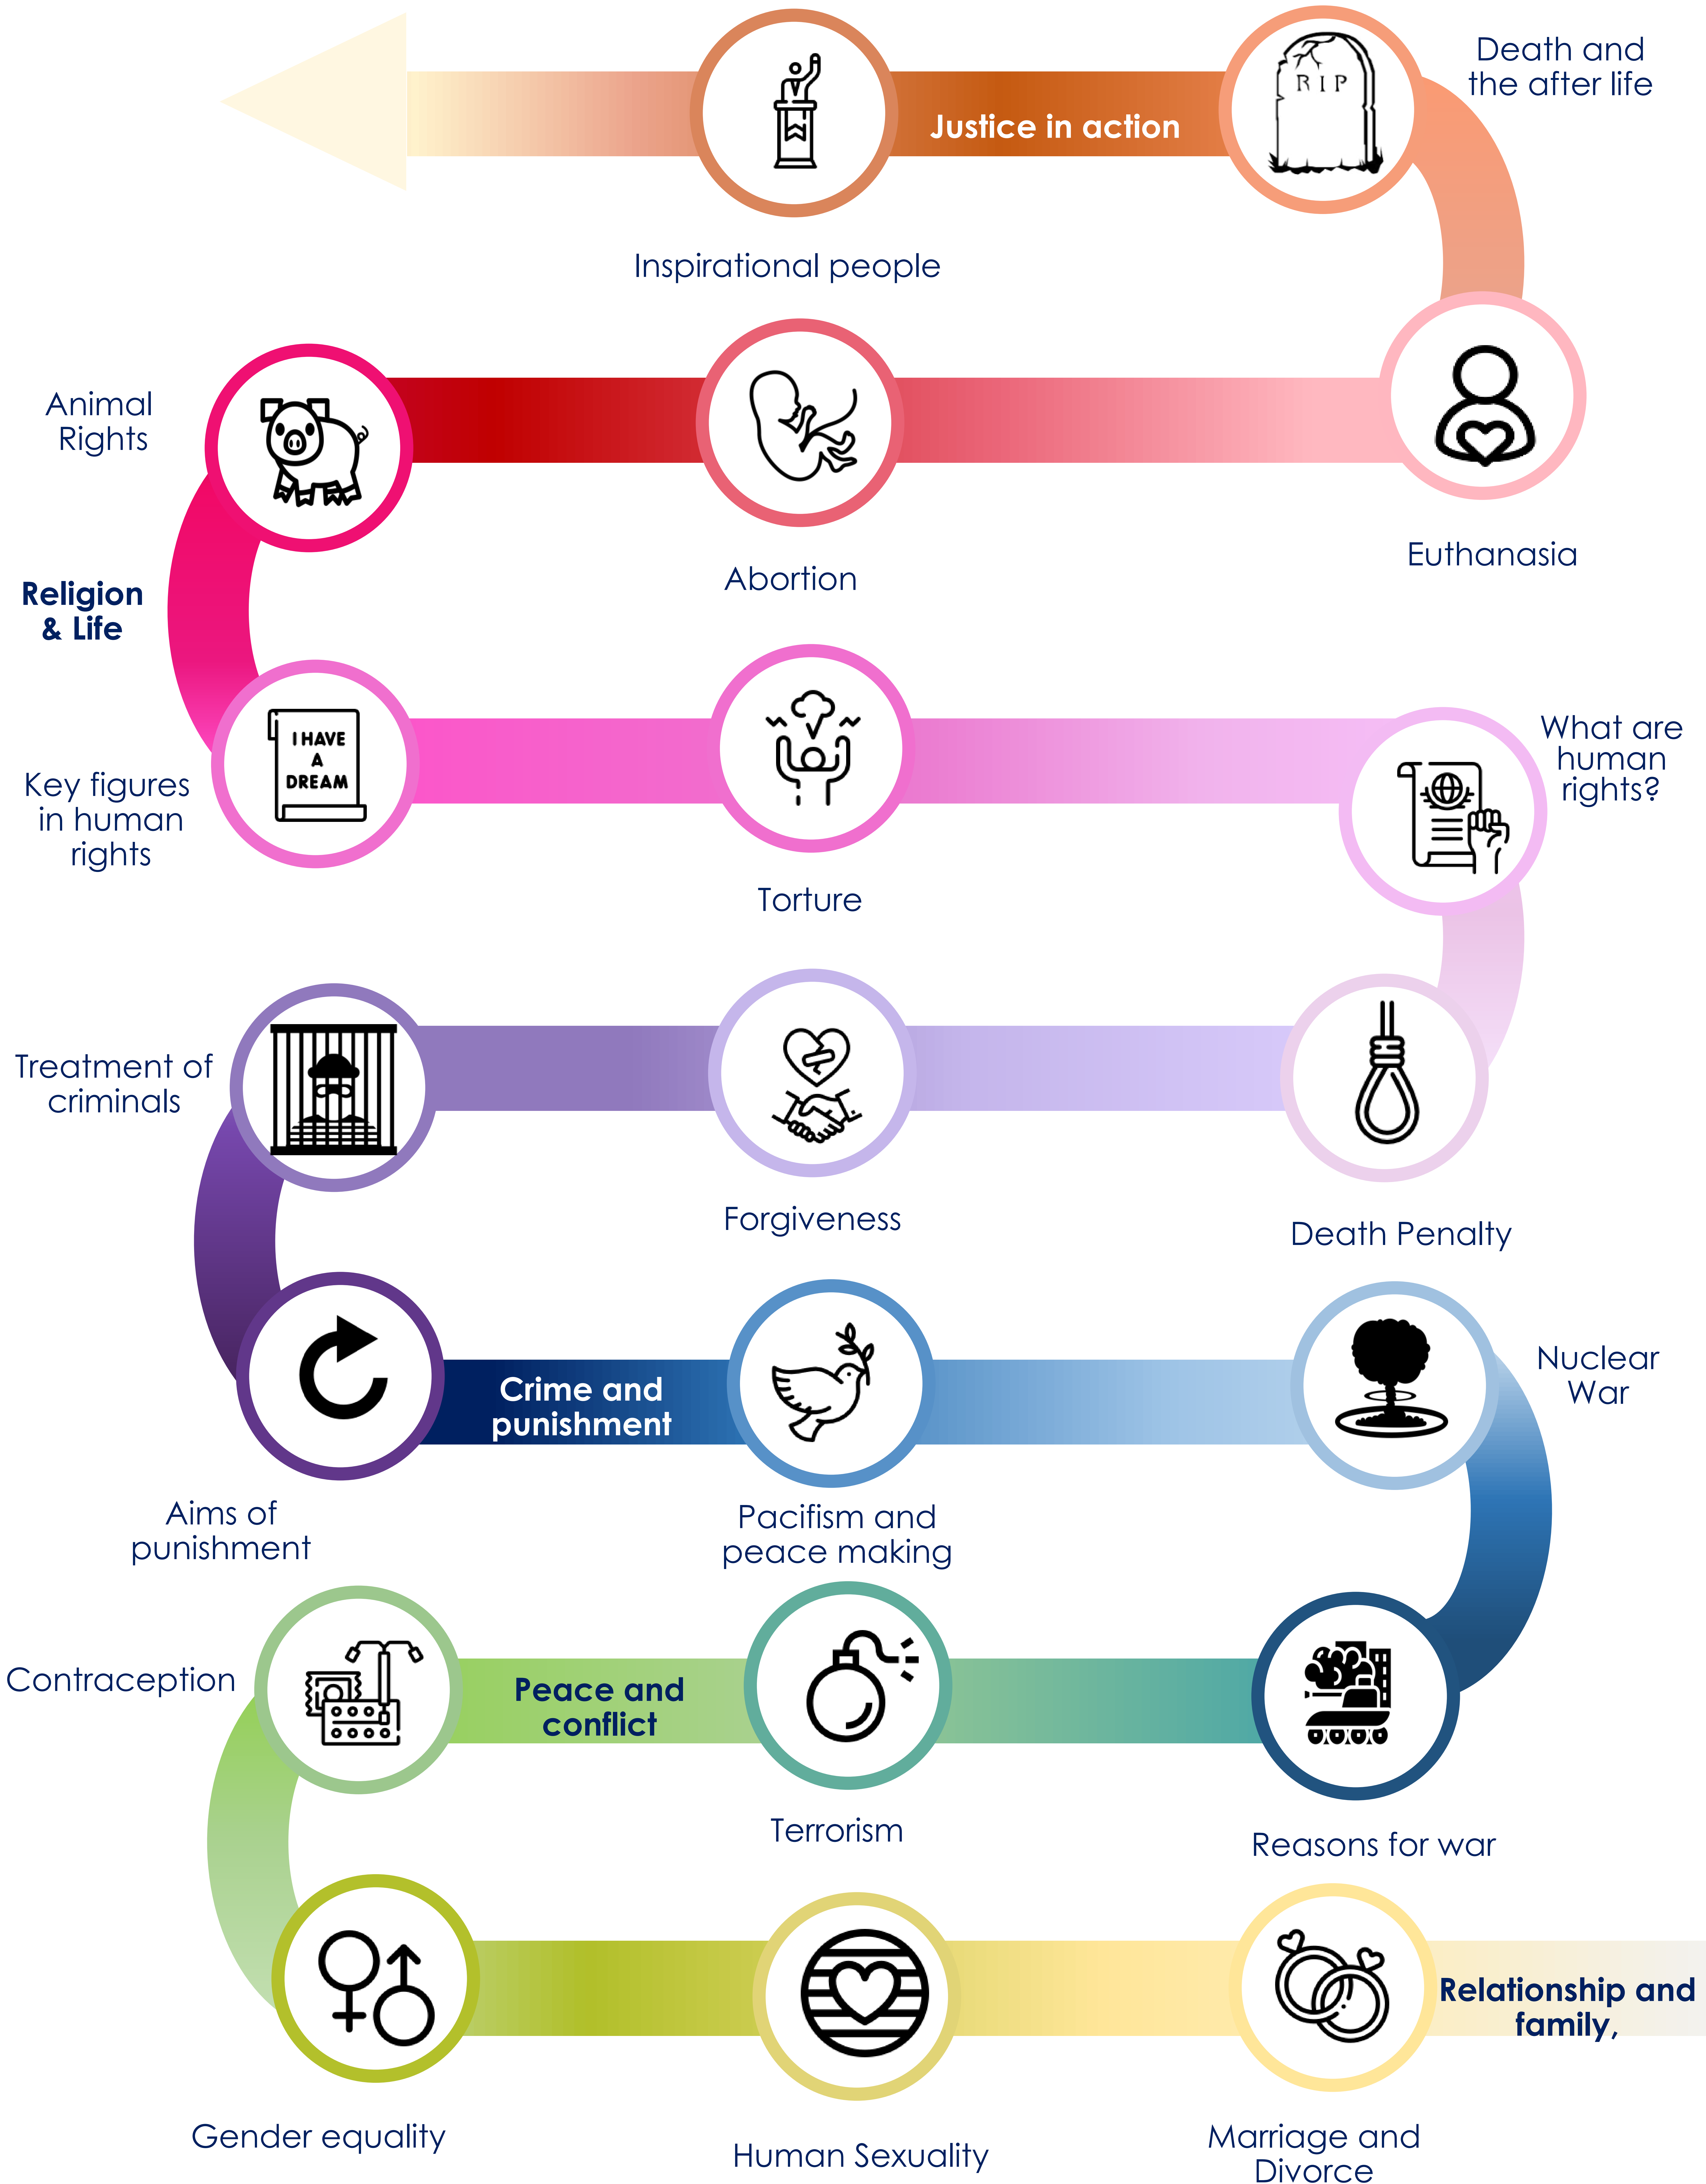 Death and
the after life
RIP
Justice in action
Inspirational people
Animal
Rights
Abortion
Euthanasia
Religion
& Life
I HAVE
A
DREAM
Key figures
in human
rights
Torture
What are
human
rights?
Treatment of
criminals
Forgiveness
Death Penalty
Crime and
punishment
Nuclear
War
Aims of
punishment
Pacifism and
peace making
Contraception
Peace and
conflict
Terrorism
Reasons for war
Relationship and
family,
Gender equality
Human Sexuality
Marriage and
Divorce